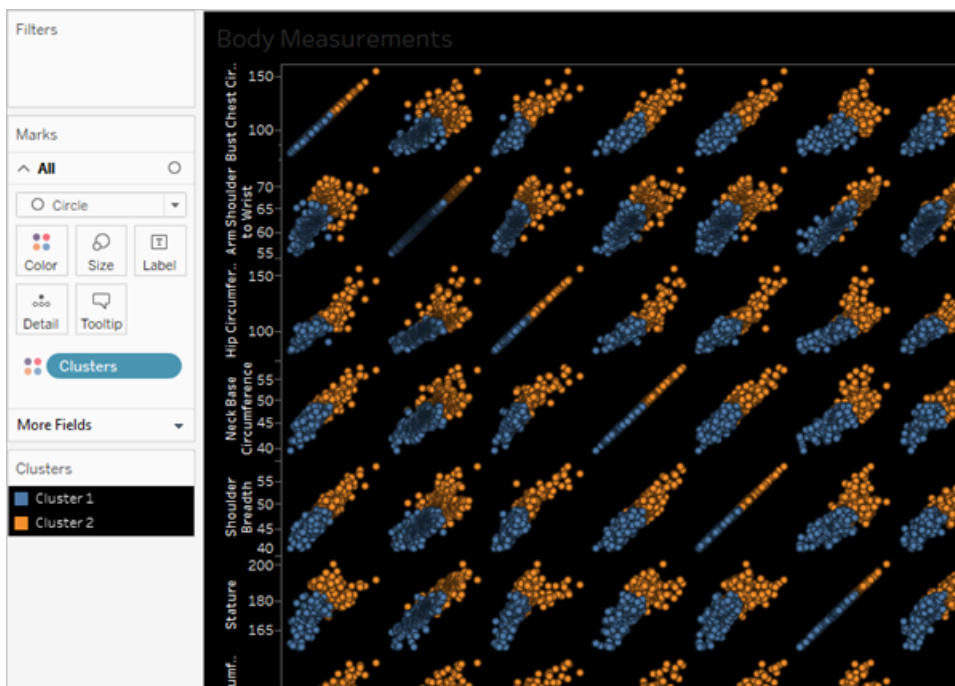 Filters
Body Measurements
Marks
All
Circle
Color
Size
Label
T
Detail
Tooltip
Clusters
More Fields
Clusters
Cluster 1
Cluster 2
Bust Chest Cir..
150
100
Arm Shoulder
to Wrist
70
65
60
55
Hip Circumfer..
150
100
Neck Base
Circumference
55
50
45
40
Shoulder
Breadth
55
50
45
40
Stature
200
180
165
umf..